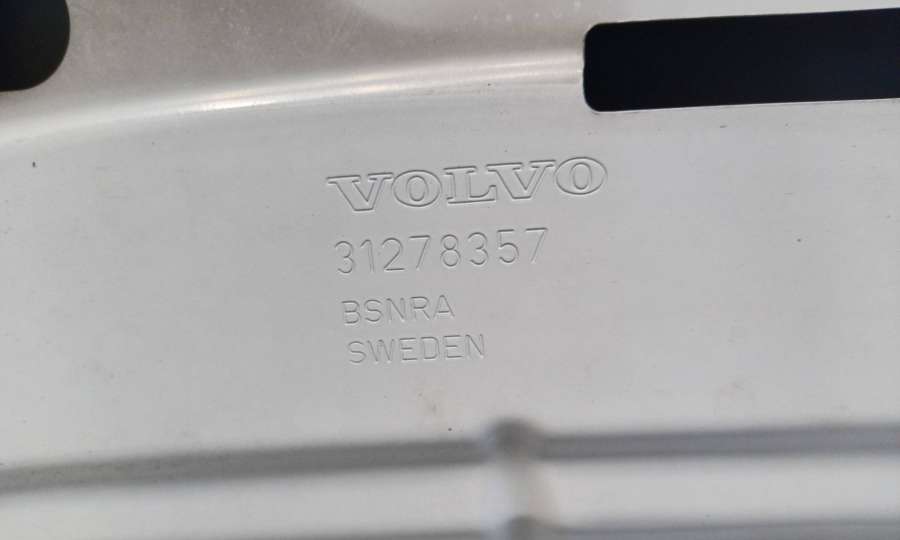 VOLVO
31278357
BSNRA
SWEDEN